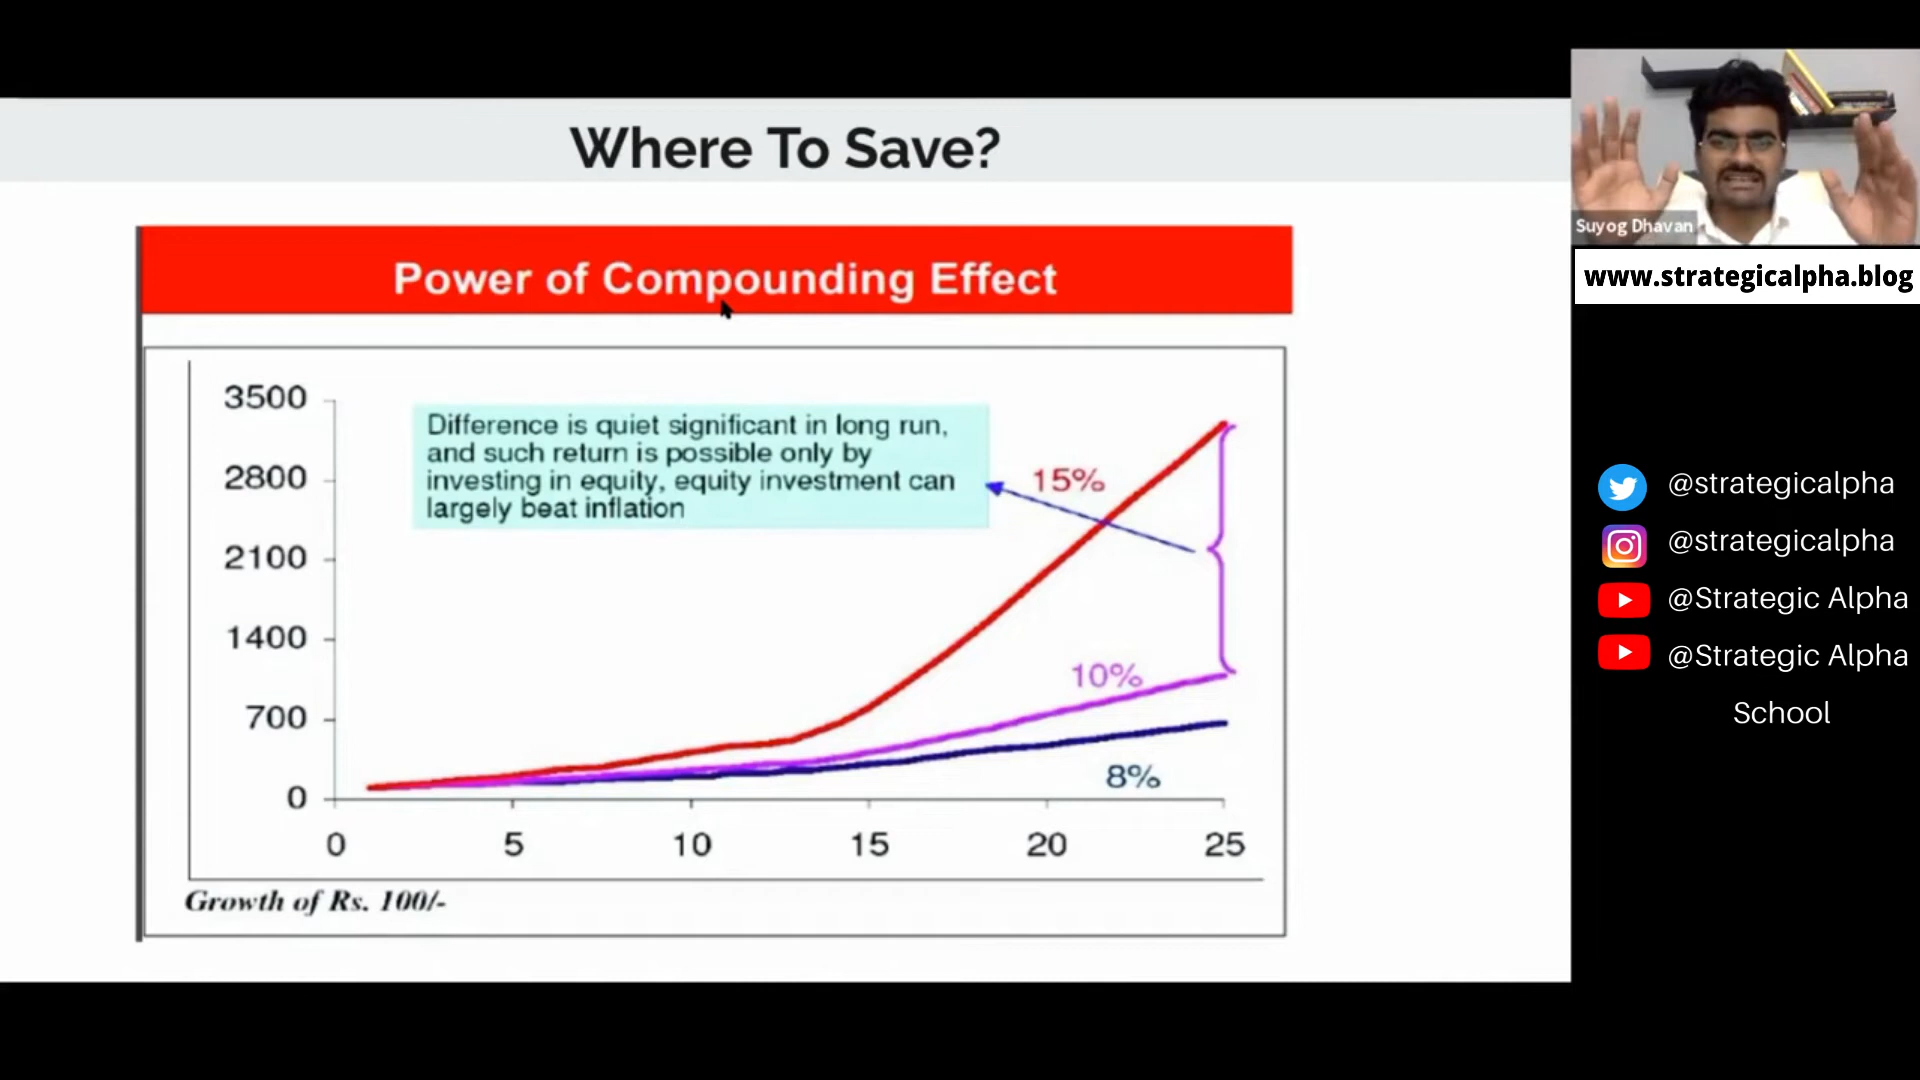 Where To Save?
Power of Compounding Effect
3500
2800
2100
1400
700
0
Difference is quiet significant in long run,
and such return is possible only by
investing in equity, equity investment can
largely beat inflation
15%
10%
8%
0 5 10 15 20 25
Growth of Rs. 100/-
Suyog Dhavan
www.strategicalpha.blog
@strategicalpha
@strategicalpha
@Strategic Alpha
@Strategic Alpha
School